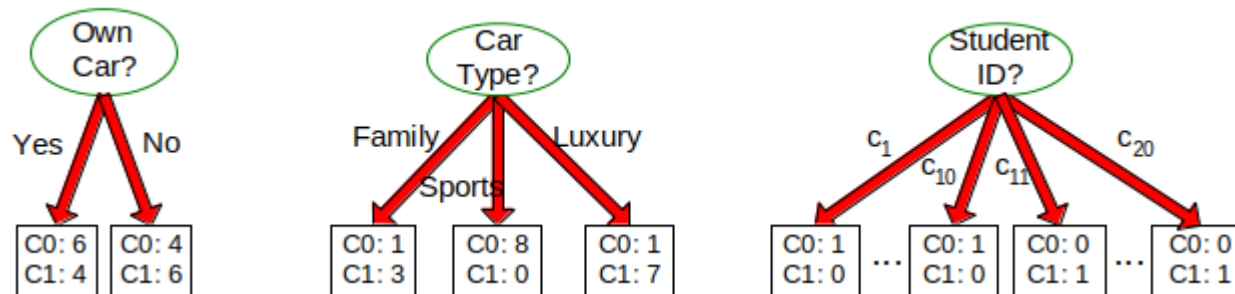 Own
Car?
Yes
No
C0: 6
C1: 4
C0: 4
C1: 6
Car
Type?
Family
Sports
Luxury
C0: 1
C1: 3
C0: 8
C1: 0
C0: 1
C1: 7
Student
ID?
c1
c10
c11
c20
C0: 1
C1: 0
...
C0: 1
C1: 0
C0: 0
C1: 1
...
C0: 0
C1: 1